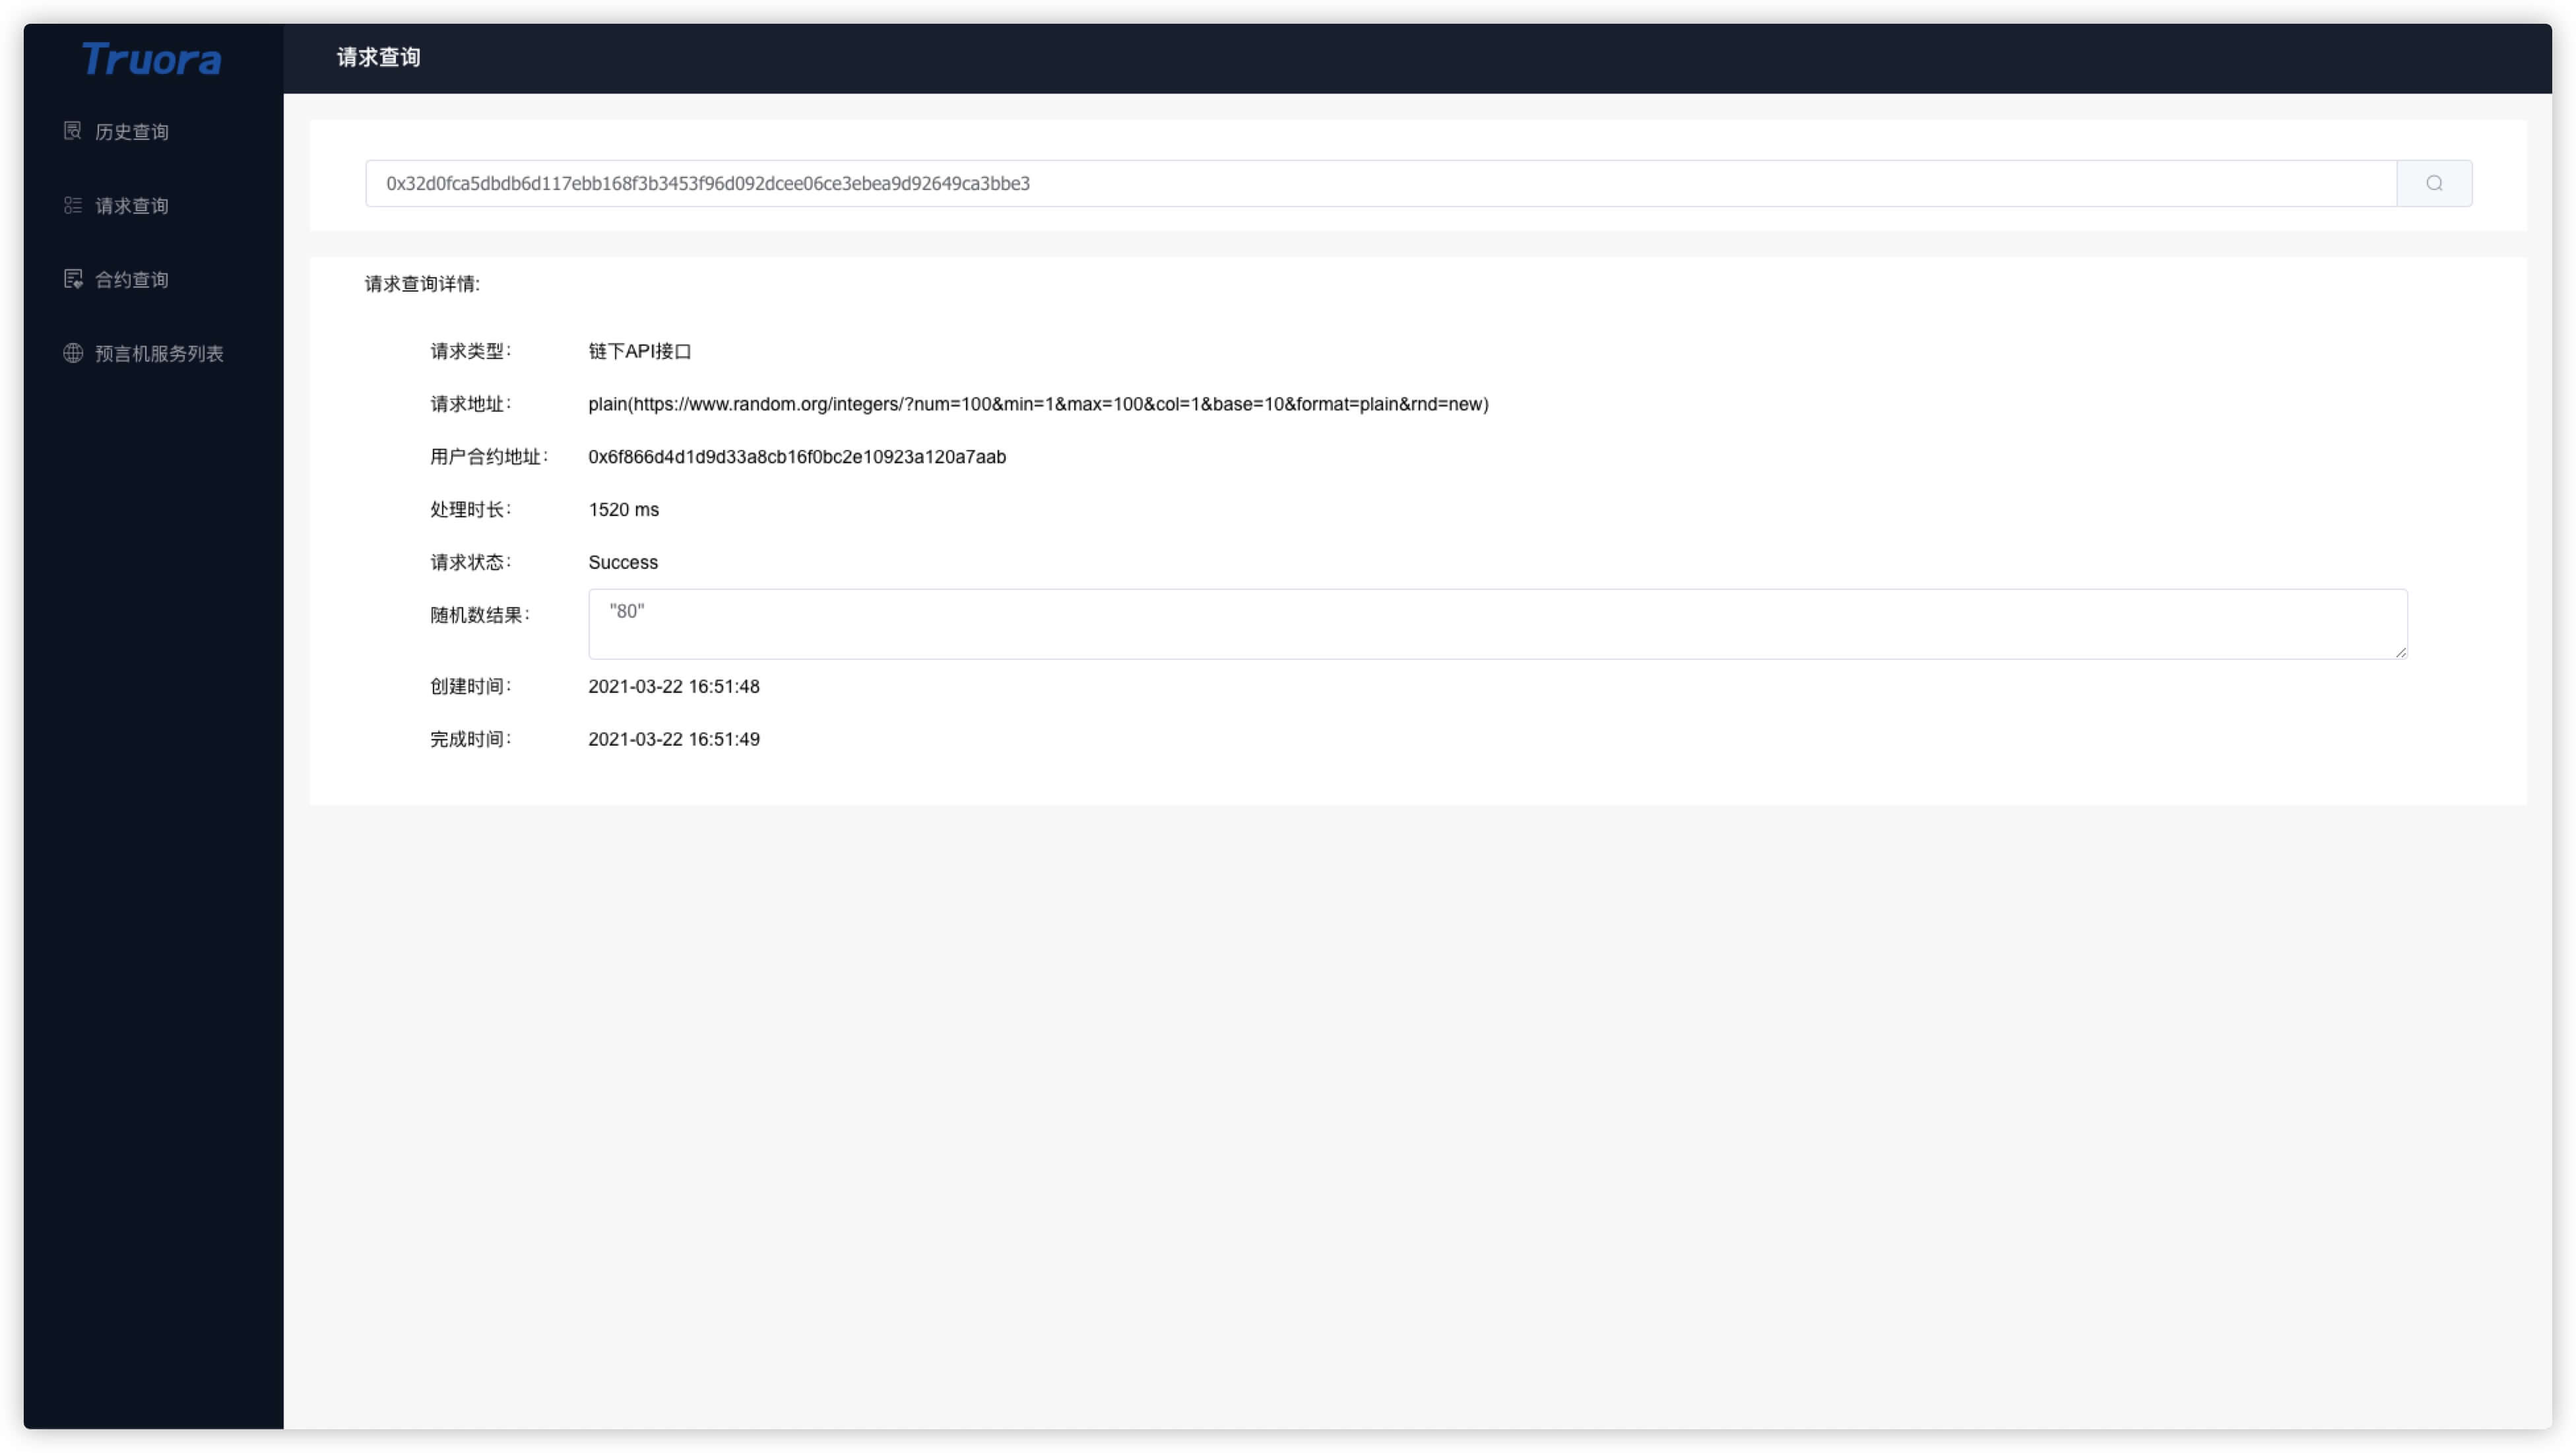 Truora
请求查询
历史查询
请求查询
合约查询
预言机服务列表
0x32d0fca5dbdb6d117ebb168f3b3453f96d092dcee06ce3ebea9d92649ca3bbe3
请求查询详情:
请求类型： 链下API接口
请求地址： plain(https://www.random.org/integers/?num=100&min=1&max=100&col=1&base=10&format=plain&rnd=new)
用户合约地址： 0x6f866d4d1d9d33a8cb16f0bc2e10923a120a7aab
处理时长： 1520 ms
请求状态： Success
随机数结果： "80"
创建时间： 2021-03-22 16:51:48
完成时间： 2021-03-22 16:51:49